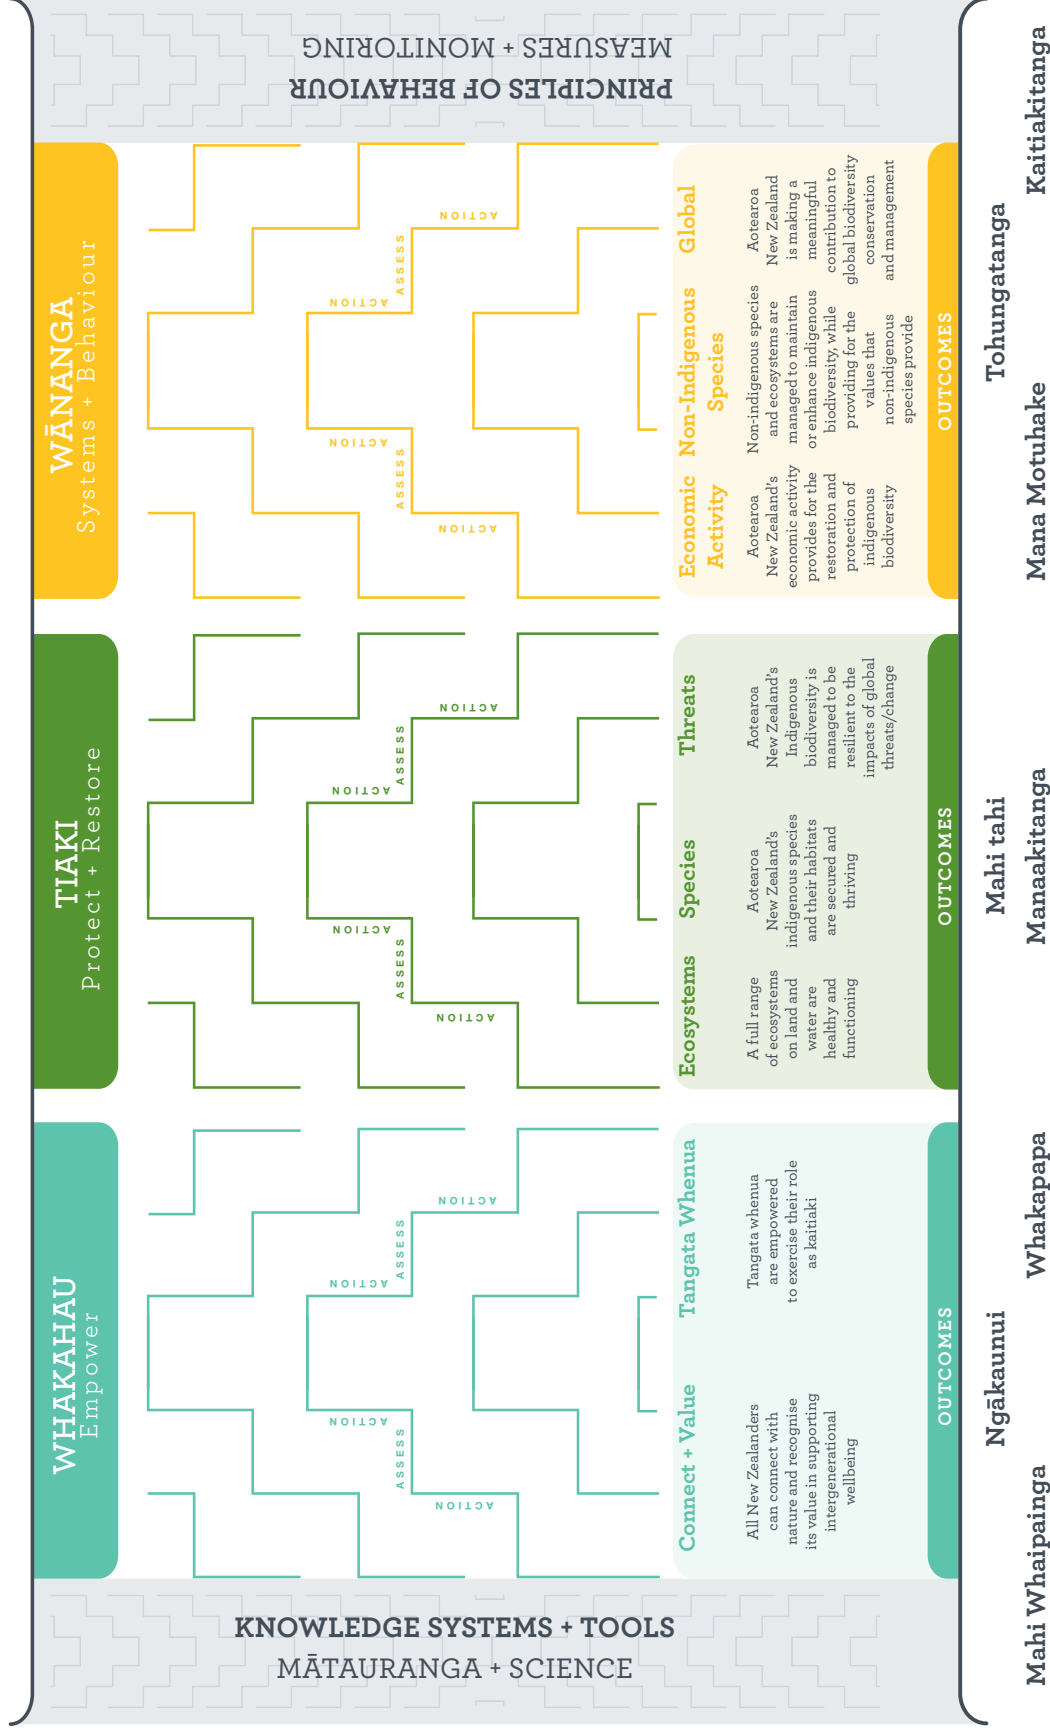 KNOWLEDGE SYSTEMS + TOOLS
MĀTAURANGA + SCIENCE
WHAKAHAU
Empower
ACTION
ASSESS
ACTION
ACTION
ASSESS
ACTION
Connect + Value
All New Zealanders
can connect with
nature and recognise
its value in supporting
intergenerational
wellbeing
Tangata Whenua
Tangata whenua
are empowered
to exercise their role
as kaitiaki
OUTCOMES
TIAKI
Protect + Restore
ACTION
ASSESS
ACTION
ACTION
ASSESS
ACTION
Ecosystems
A full range
of ecosystems
on land and
water are
healthy and
functioning
Species
Aotearoa
New Zealand's
indigenous species
and their habitats
are secured and
thriving
Threats
Aotearoa
New Zealand's
Indigenous
biodiversity is
managed to be
resilient to the
impacts of global
threats/change
OUTCOMES
WĀNANGA
Systems + Behaviour
ACTION
ASSESS
ACTION
ACTION
ASSESS
ACTION
Economic
Activity
Aotearoa
New Zealand's
economic activity
provides for the
restoration and
protection of
indigenous
biodiversity
Non-Indigenous
Species
Non-indigenous species
and ecosystems are
managed to maintain
or enhance indigenous
biodiversity, while
providing for the
values that
non-indigenous
species provide
Global
Aotearoa
New Zealand
is making a
meaningful
contribution to
global biodiversity
conservation
and management
OUTCOMES
PRINCIPLES OF BEHAVIOUR
MEASURES + MONITORING
Ngākaunui
Mahi tahi
Tohungatanga
Mahi Whaipainga
Whakapapa
Manaakitanga
Mana Motuhake
Kaitiakitanga